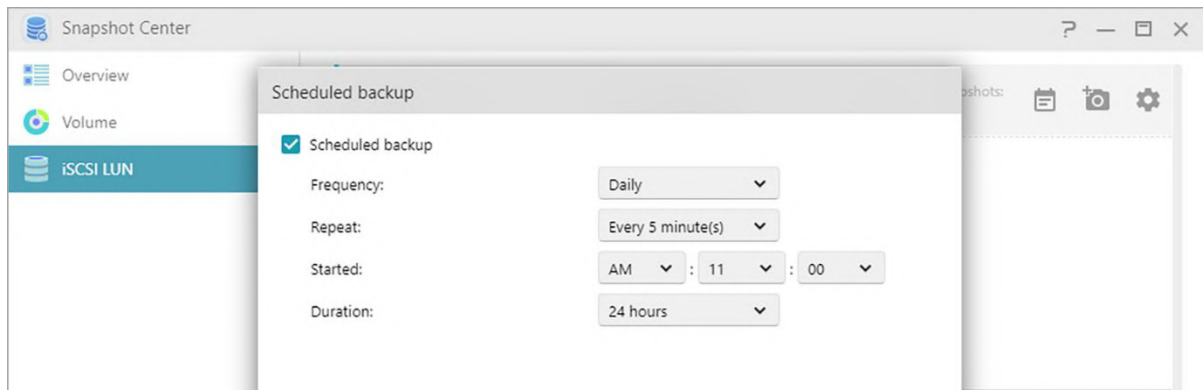 Snapshot Center
Overview
Volume
iSCSI LUN
Scheduled backup
Scheduled backup
Frequency: Daily
Repeat: Every 5 minute(s)
Started: AM : 11 : 00
Duration: 24 hours